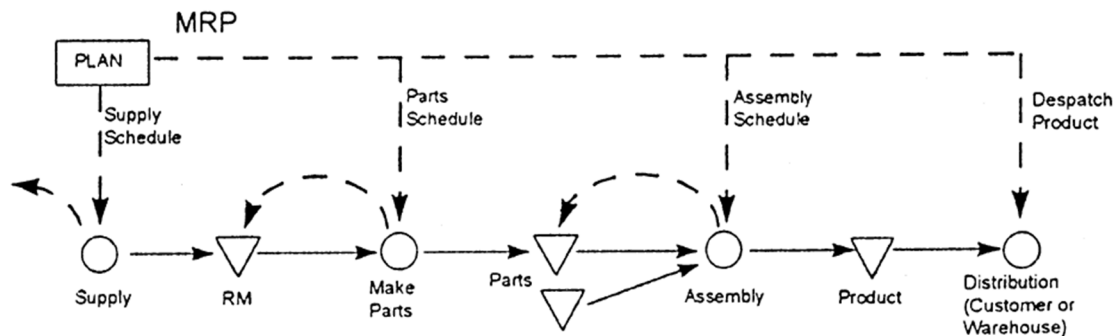 MRP
PLAN
Supply
Schedule
Parts
Schedule
Assembly
Schedule
Despatch
Product
Supply
RM
Make
Parts
Parts
Assembly
Product
Distribution
(Customer or
Warehouse)